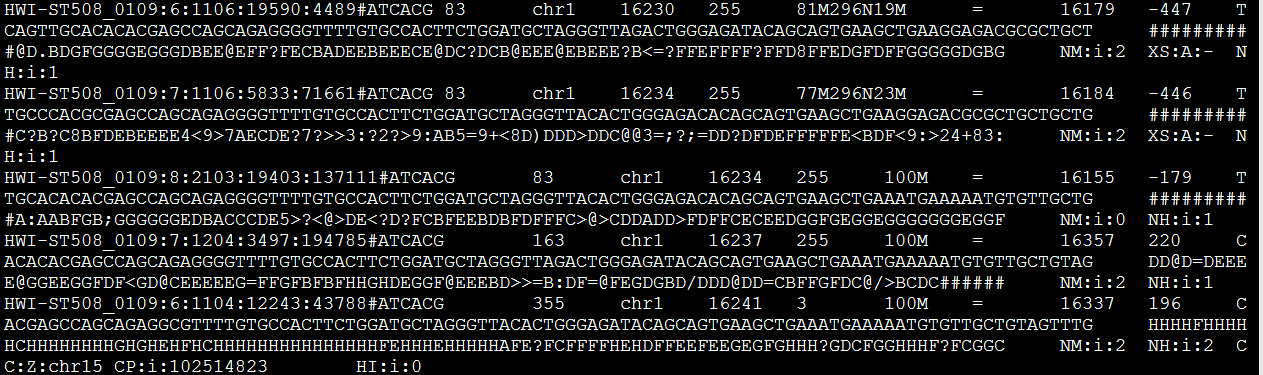 HWI-ST508_0109:6:1106:19590:4489#ATCACG 83 chr1 16230 255 81M296N19M = 16179 -447 T
CAGTTGCACACACGAGCCAGCAGAGGGGTTTTGTGCCACTTCTGGATGCTAGGGTTAGACTGGGAGATACAGCAGTGAAGCTGAAGGAGACGCGCTGCT #########
#@D.BDGFGGGGEGGGDBEE@EFF?FECBADEEBEEECE@DC?DCB@EEE@EBEEE?B<=?FFEFFFF?FFD8FFEDGFDFFGGGGGDGBG NM:i:2 XS:A:- N
H:i:1
HWI-ST508_0109:7:1106:5833:71661#ATCACG 83 chr1 16234 255 77M296N23M = 16184 -446 T
TGCCCACGCGAGCCAGCAGAGGGGTTTTGTGCCACTTCTGGATGCTAGGGTTACACTGGGAGACACAGCAGTGAAGCTGAAGGAGACGCGCTGCTGCTG #########
#C?B?C8BFDEBEEEE4<9>7AECDE?7?>>3:?2?>9:AB5=9+<8D)DDD>DDC@@3=;?;=DD?DFDEFFFFFE<BDF<9:>24+83: NM:i:2 XS:A:- N
H:i:1
HWI-ST508_0109:8:2103:19403:137111#ATCACG 83 chr1 16234 255 100M = 16155 -179 T
TGCACACACGAGCCAGCAGAGGGGTTTTGTGCCACTTCTGGATGCTAGGGTTACACTGGGAGACACAGCAGTGAAGCTGAAATGAAAAATGTGTTGCTG #########
#A:AABFGB;GGGGGGEDBACCCDE5>?<@>DE<?D?FCBFEEBDBFDFFFC>@>CDDADD>FDFFCECEEDGGFGEGGEGGGGGGGEGGF NM:i:0 NH:i:1
HWI-ST508_0109:7:1204:3497:194785#ATCACG 163 chr1 16237 255 100M = 16357 220 C
ACACACGAGCCAGCAGAGGGGTTTTGTGCCACTTCTGGATGCTAGGGTTAGACTGGGAGATACAGCAGTGAAGCTGAAATGAAAAATGTGTTGCTGTAG DD@D=DEEE
E@GGEEGGFDF<GD@CEEEEEG=FFGFBFBFHHGHDEGGF@EEEBD>>=B:DF=@FEGDGBD/DDD@DD=CBFFGFDC@/>BCDC###### NM:i:2 NH:i:1
HWI-ST508_0109:6:1104:12243:43788#ATCACG 355 chr1 16241 3 100M = 16337 196 C
ACGAGCCAGCAGAGGCGTTTTGTGCCACTTCTGGATGCTAGGGTTACACTGGGAGATACAGCAGTGAAGCTGAAATGAAAAATGTGTTGCTGTAGTTTG HHHHFHHHH
HCHHHHHHHHGHGHEHFHCHHHHHHHHHHHHHHHFEHHHEHHHHHAFE?FCFFFFHEHDFFEEFEEGEGFGHHH?GDCFGGHHHF?FCGGC NM:i:2 NH:i:2 C
C:Z:chr15 CP:i:102514823 HI:i:0